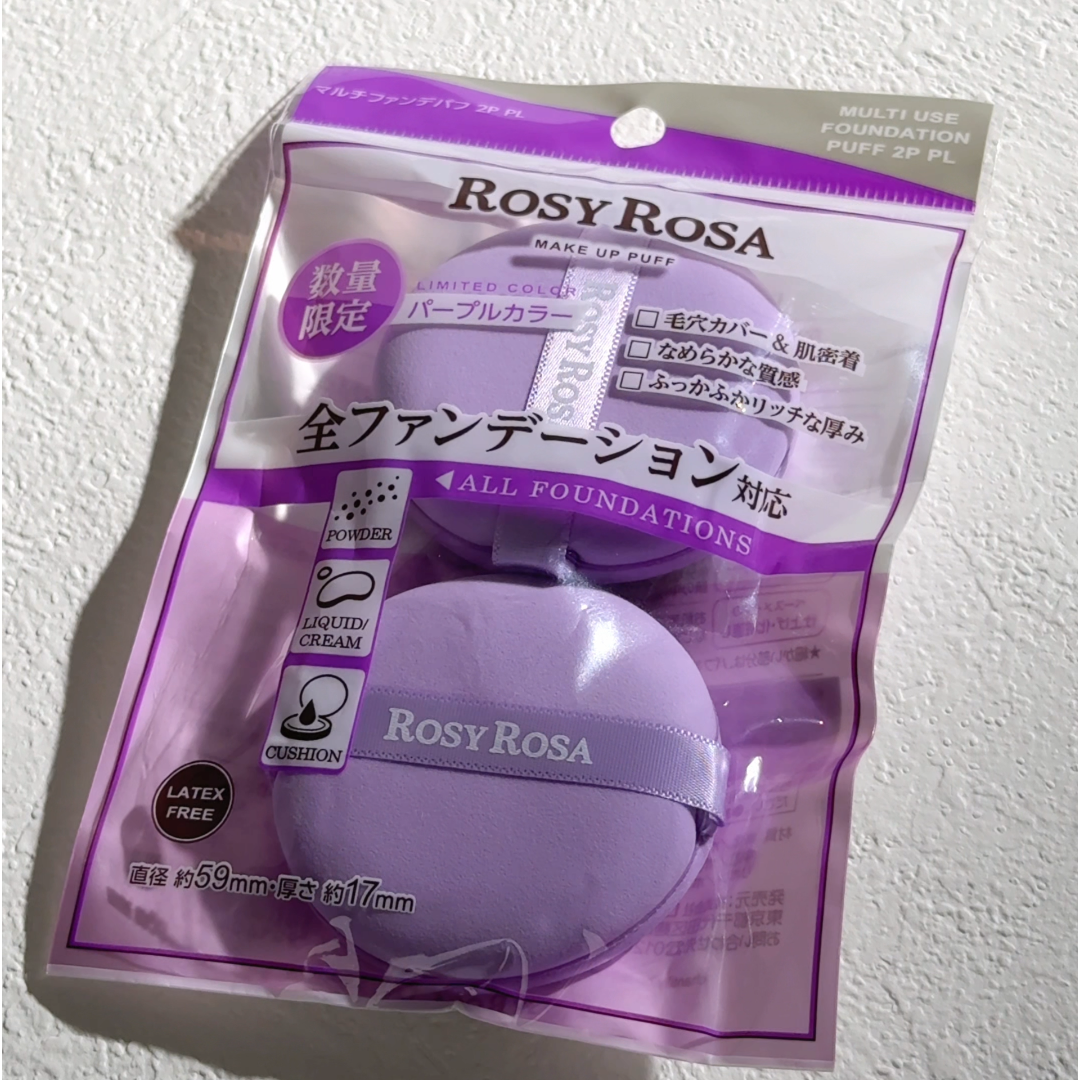 マルチファンデパフ 2P PL
MULTI USE
FOUNDATION
PUFF 2P PL
ROSY ROSA
MAKE UP PUFF
数量
限定
LIMITED COLOR
パープルカラー
ROSY ROSA
□ 毛穴カバー & 肌密着
□ なめらかな質感
□ ふっかふかリッチな厚み
全ファンデーション対応
◀ALL FOUNDATIONS
POWDER
LIQUID/
CREAM
CUSHION
ROSY ROSA
LATEX
FREE
直径 約59mm・厚さ 約17mm